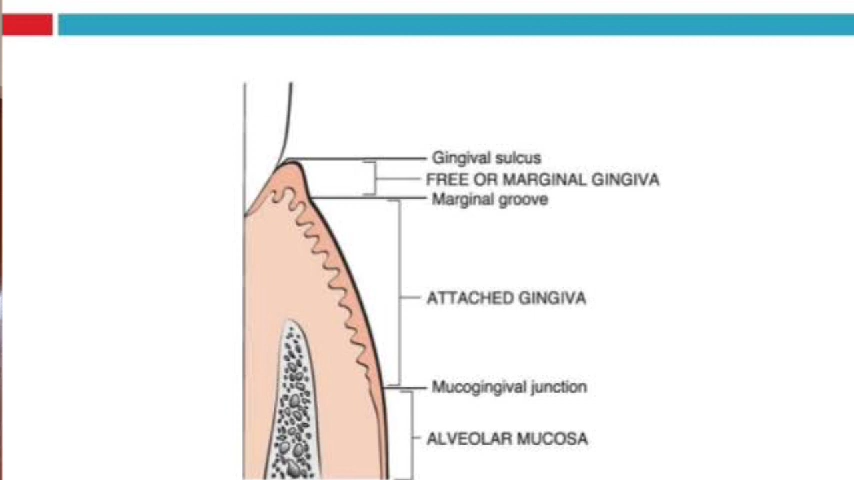 Gingival sulcus
FREE OR MARGINAL GINGIVA
Marginal groove
ATTACHED GINGIVA
Mucogingival junction
ALVEOLAR MUCOSA